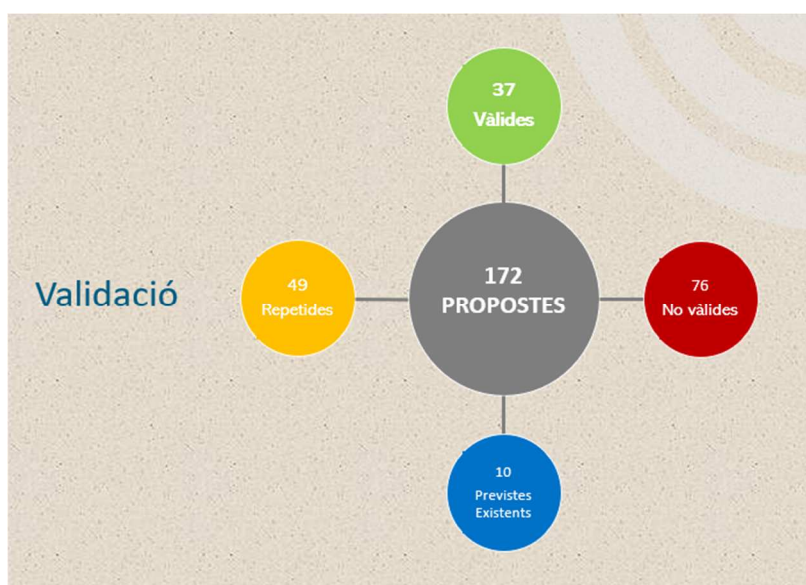 37
Vàlides
Validació
49
Repetides
172
PROPOSTES
76
No vàlides
10
Previstes
Existents